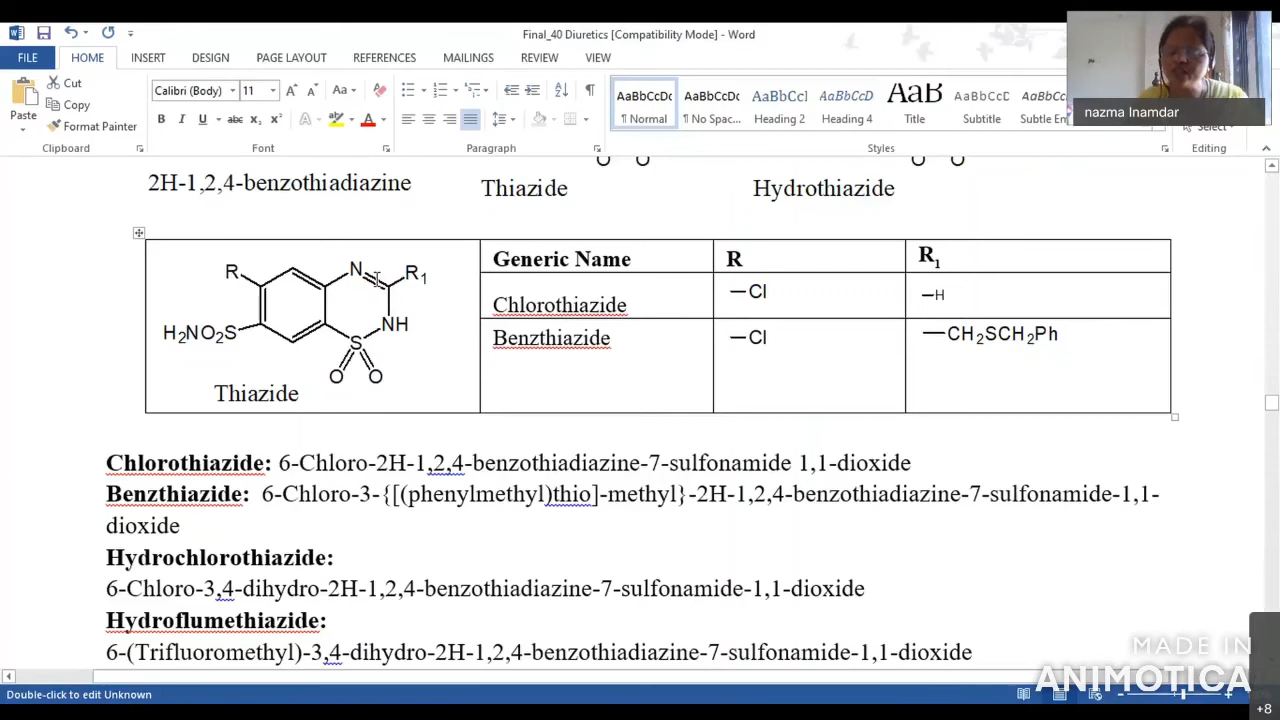 Final_40 Diuretics [Compatibility Mode] - Word
FILE HOME INSERT DESIGN PAGE LAYOUT REFERENCES MAILINGS REVIEW VIEW
Cut
Copy
Format Painter
Paste
Calibri (Body) 11
AaBbCcDc AaBbCcDc AaBbCcI AaBbCcDc AaB AaBbCcD AaBbCcDc
¶ Normal ¶ No Spac... Heading 2 Heading 4 Title Subtitle Subtle Em
Select
Clipboard Font Paragraph Styles Editing
nazma Inamdar
O O O O
2H-1,2,4-benzothiadiazine Thiazide Hydrothiazide
R N R1
H2NO2S NH
S
O O
Thiazide
Generic Name R R1
Chlorothiazide –Cl –H
Benzthiazide –Cl –CH2SCH2Ph
Chlorothiazide: 6-Chloro-2H-1,2,4-benzothiadiazine-7-sulfonamide 1,1-dioxide
Benzthiazide: 6-Chloro-3-{[(phenylmethyl)thio]-methyl}-2H-1,2,4-benzothiadiazine-7-sulfonamide-1,1-
dioxide
Hydrochlorothiazide:
6-Chloro-3,4-dihydro-2H-1,2,4-benzothiadiazine-7-sulfonamide-1,1-dioxide
Hydroflumethiazide:
6-(Trifluoromethyl)-3,4-dihydro-2H-1,2,4-benzothiadiazine-7-sulfonamide-1,1-dioxide
MADE IN
ANIMOTICA
Double-click to edit Unknown
+8